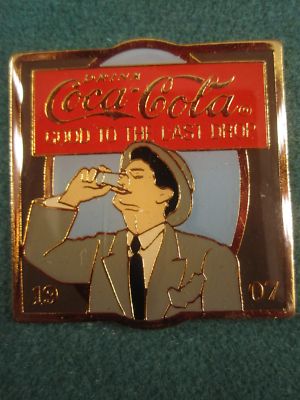 DRINK
Coca-Cola
GOOD TO THE LAST DROP
19 07